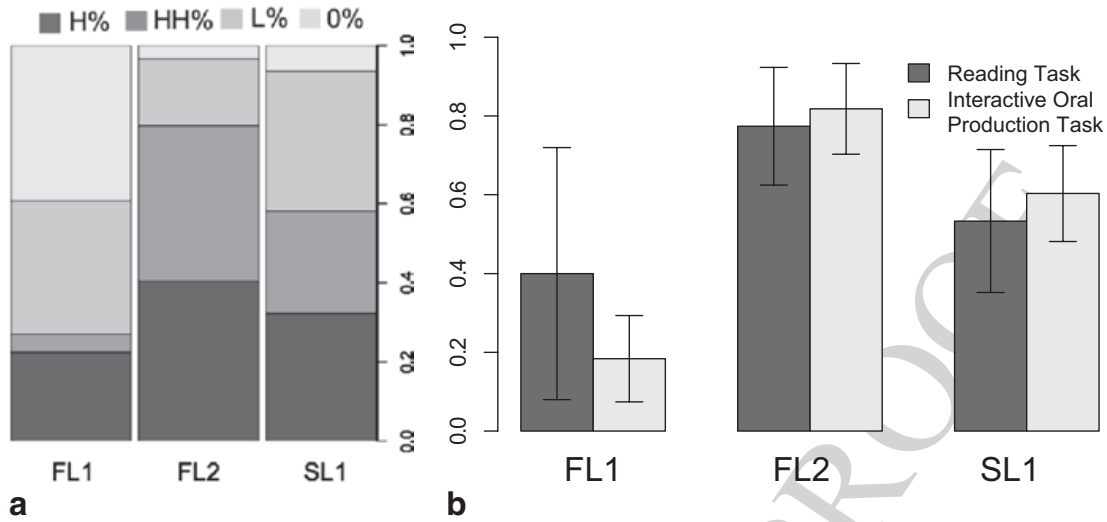 H% HH% L% 0%
1.0
0.8
0.6
0.4
0.2
0.0
FL1 FL2 SL1
a
1.0
0.8
0.6
0.4
0.2
0.0
Reading Task
Interactive Oral
Production Task
FL1 FL2 SL1
b